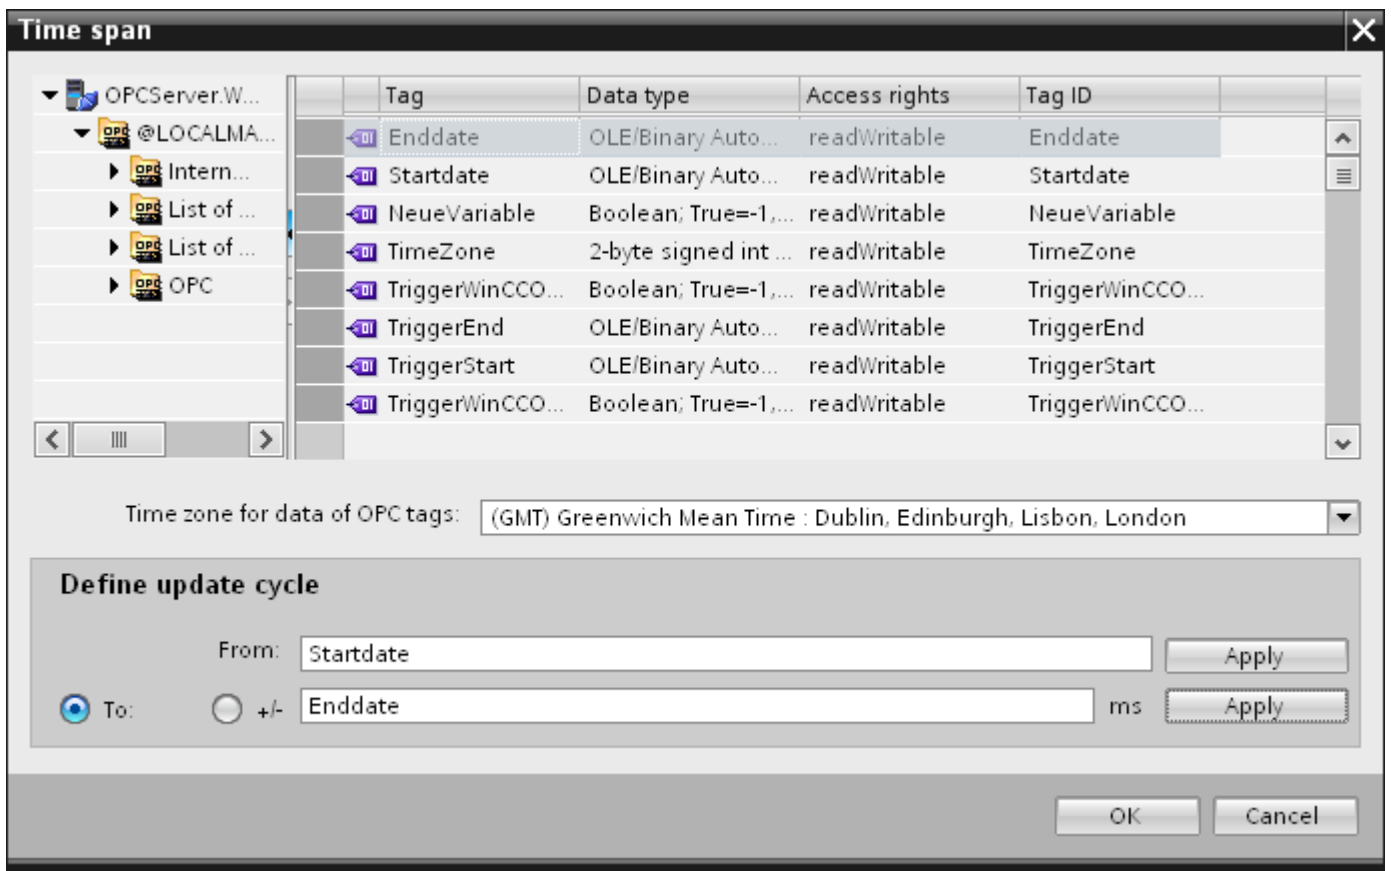 Time span
OPCServer.W...
@LOCALMA...
Intern...
List of ...
List of ...
OPC
Tag Data type Access rights Tag ID
Enddate OLE/Binary Auto... readWritable Enddate
Startdate OLE/Binary Auto... readWritable Startdate
NeueVariable Boolean; True=-1,... readWritable NeueVariable
TimeZone 2-byte signed int ... readWritable TimeZone
TriggerWinCCO... Boolean; True=-1,... readWritable TriggerWinCCO...
TriggerEnd OLE/Binary Auto... readWritable TriggerEnd
TriggerStart OLE/Binary Auto... readWritable TriggerStart
TriggerWinCCO... Boolean; True=-1,... readWritable TriggerWinCCO...
Time zone for data of OPC tags: (GMT) Greenwich Mean Time : Dublin, Edinburgh, Lisbon, London
Define update cycle
From: Startdate Apply
To: +/- Enddate ms Apply
OK Cancel